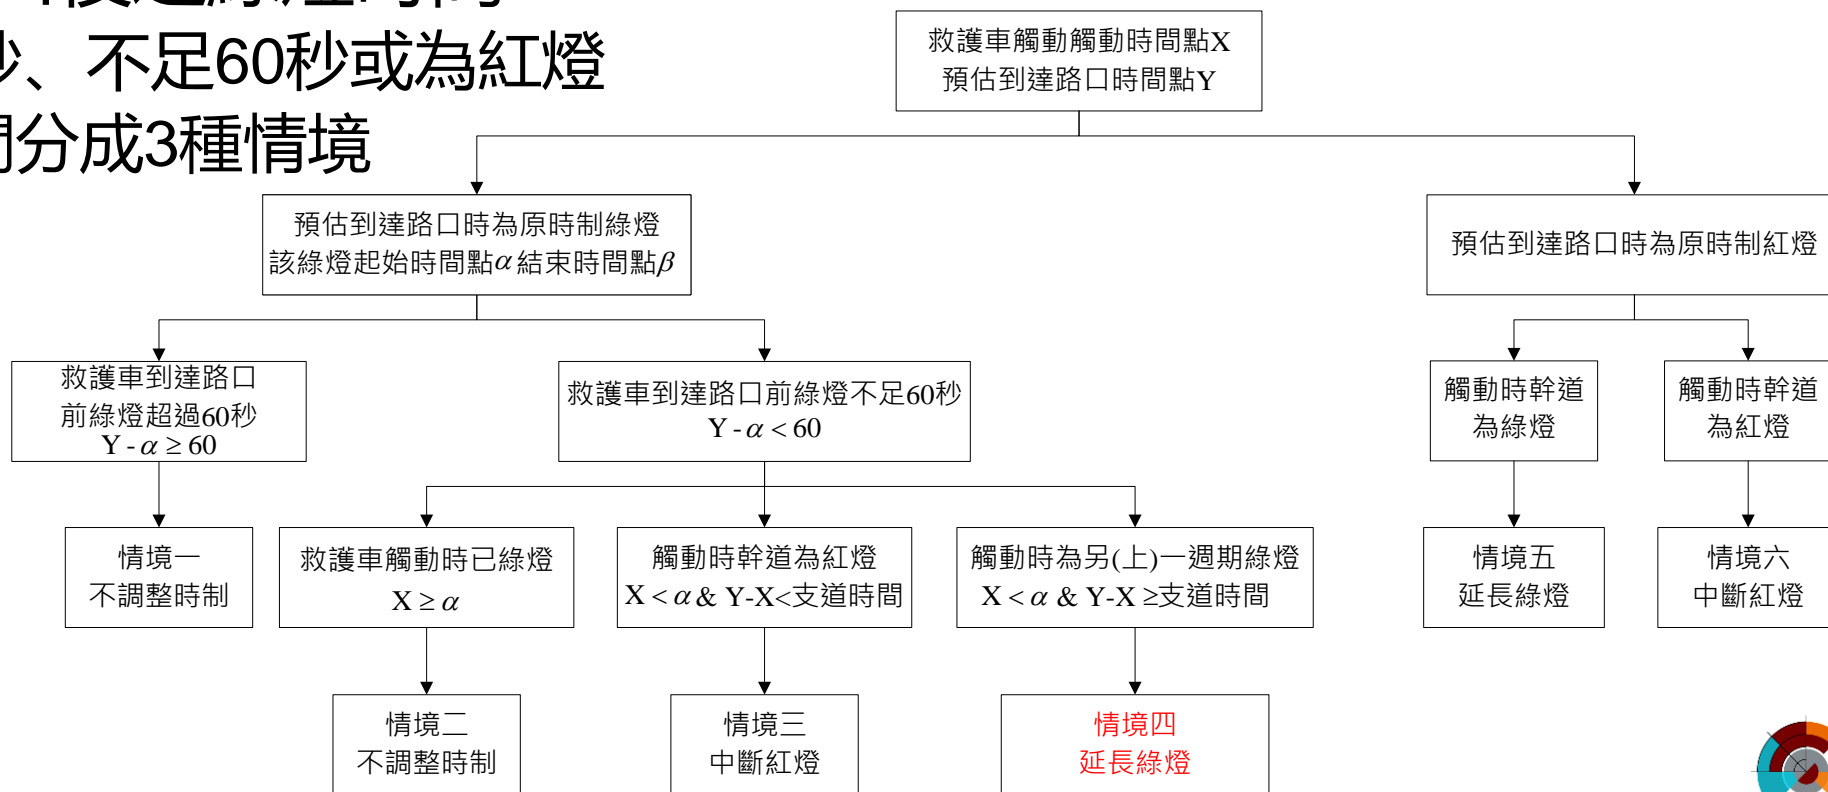 秒、不足60秒或為紅燈
間分成3種情境
救護車觸動觸動時間點X
預估到達路口時間點Y
預估到達路口時為原時制綠燈
該綠燈起始時間點α結束時間點β
預估到達路口時為原時制紅燈
救護車到達路口
前綠燈超過60秒
Y - α ≥ 60
救護車到達路口前綠燈不足60秒
Y - α < 60
觸動時幹道
為綠燈
觸動時幹道
為紅燈
情境一
不調整時制
救護車觸動時已綠燈
X ≥ α
觸動時幹道為紅燈
X < α & Y-X<支道時間
觸動時為另(上)一週期綠燈
X < α & Y-X ≥支道時間
情境五
延長綠燈
情境六
中斷紅燈
情境二
不調整時制
情境三
中斷紅燈
情境四
延長綠燈